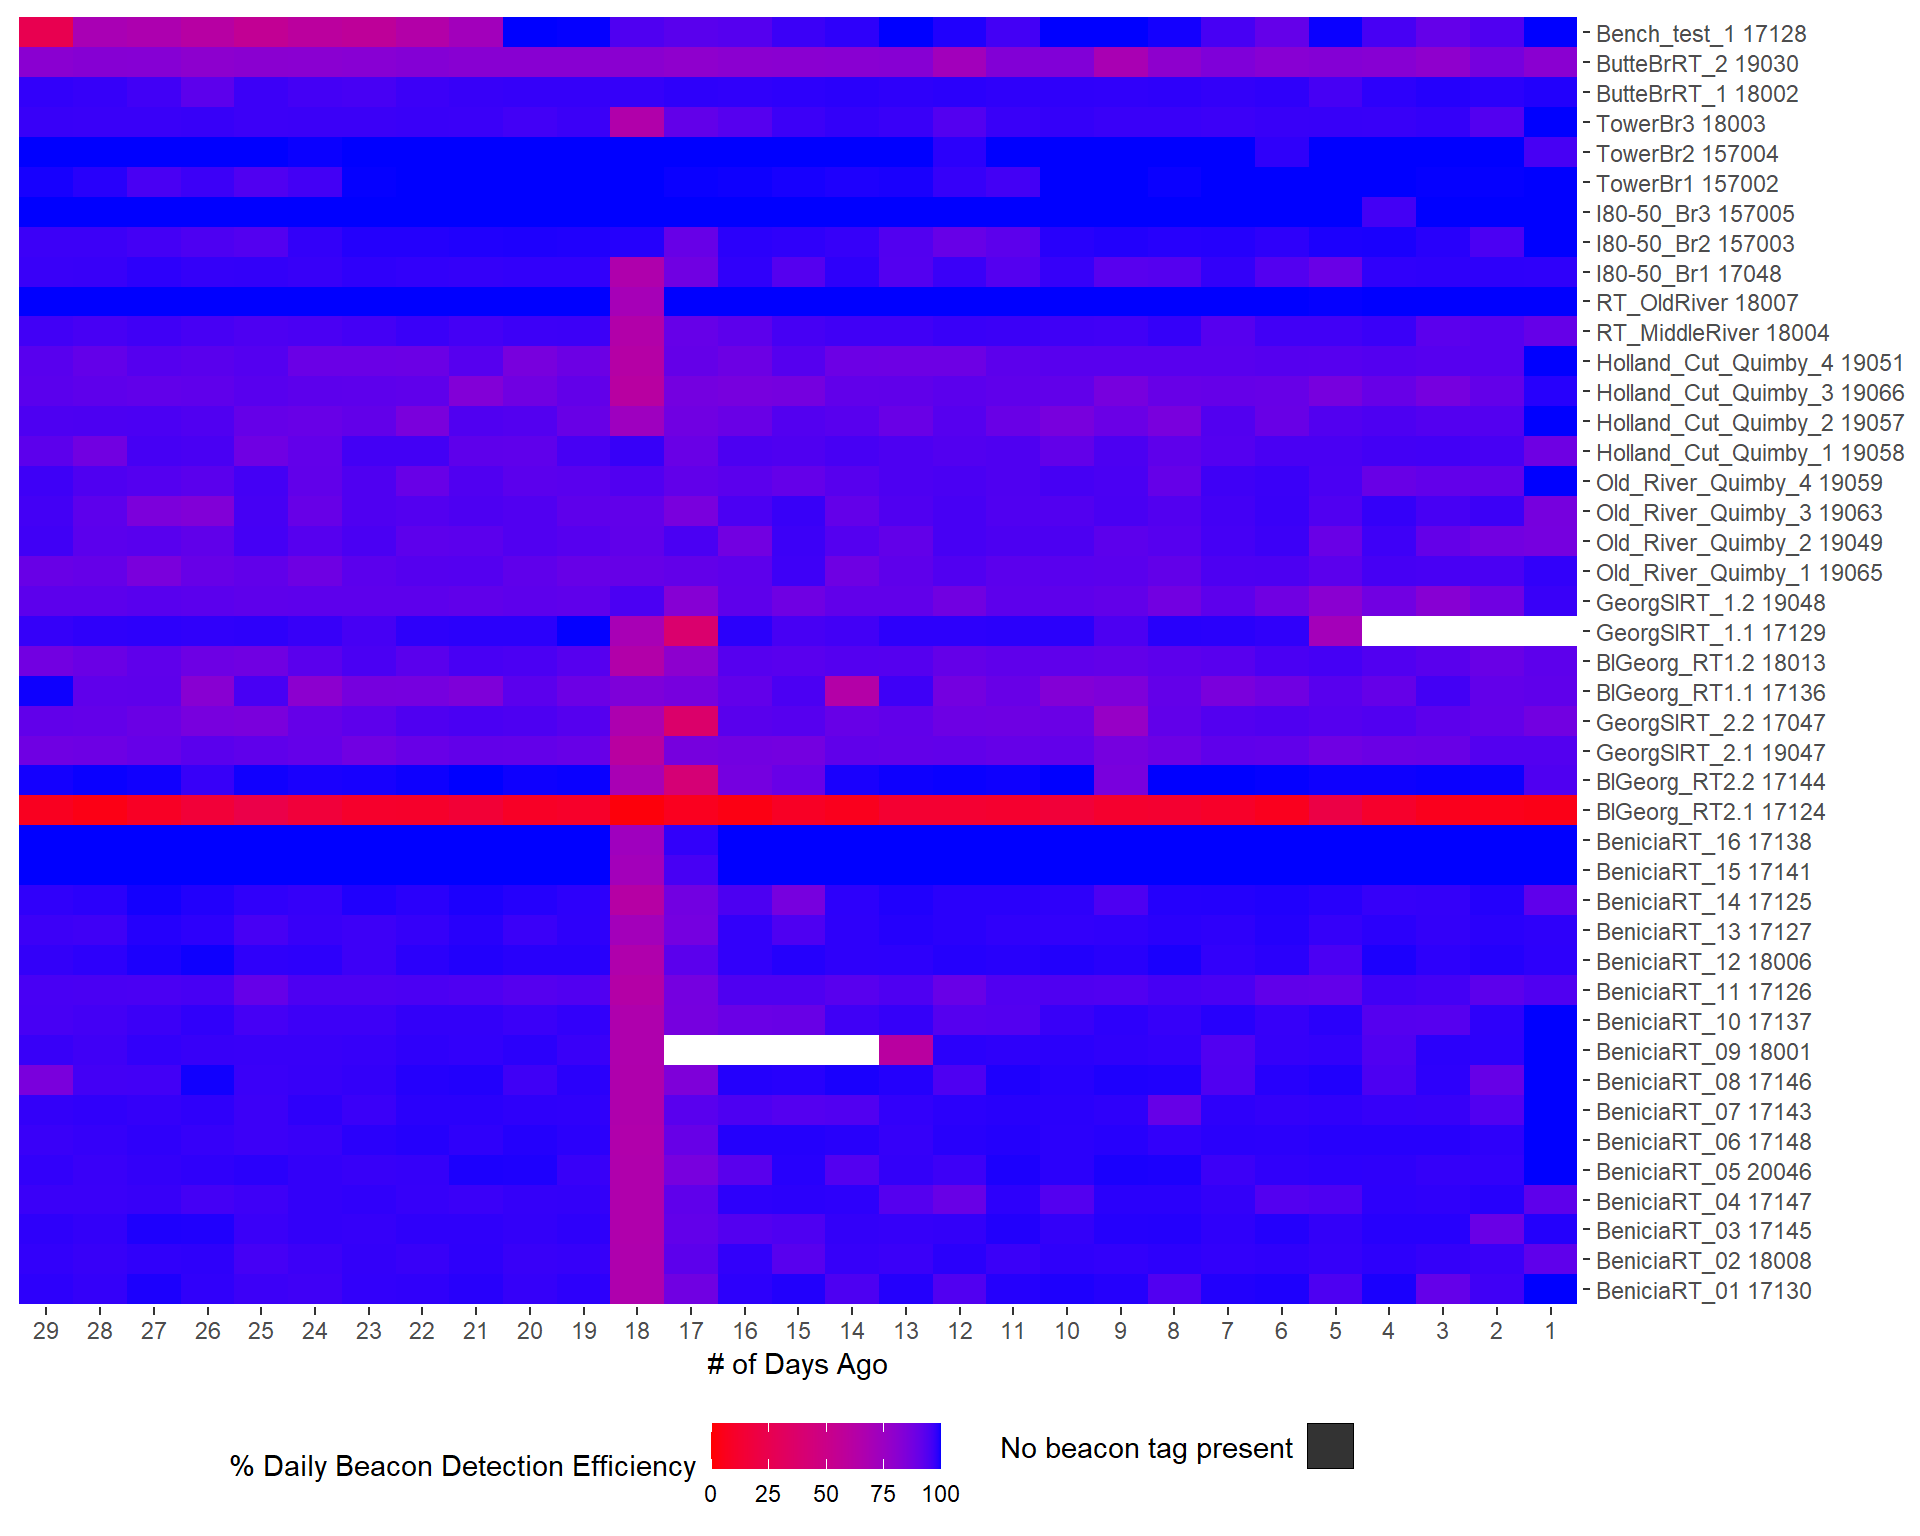 Bench_test_1 17128
ButteBrRT_2 19030
ButteBrRT_1 18002
TowerBr3 18003
TowerBr2 157004
TowerBr1 157002
I80-50_Br3 157005
I80-50_Br2 157003
I80-50_Br1 17048
RT_OldRiver 18007
RT_MiddleRiver 18004
Holland_Cut_Quimby_4 19051
Holland_Cut_Quimby_3 19066
Holland_Cut_Quimby_2 19057
Holland_Cut_Quimby_1 19058
Old_River_Quimby_4 19059
Old_River_Quimby_3 19063
Old_River_Quimby_2 19049
Old_River_Quimby_1 19065
GeorgSlRT_1.2 19048
GeorgSlRT_1.1 17129
BlGeorg_RT1.2 18013
BlGeorg_RT1.1 17136
GeorgSlRT_2.2 17047
GeorgSlRT_2.1 19047
BlGeorg_RT2.2 17144
BlGeorg_RT2.1 17124
BeniciaRT_16 17138
BeniciaRT_15 17141
BeniciaRT_14 17125
BeniciaRT_13 17127
BeniciaRT_12 18006
BeniciaRT_11 17126
BeniciaRT_10 17137
BeniciaRT_09 18001
BeniciaRT_08 17146
BeniciaRT_07 17143
BeniciaRT_06 17148
BeniciaRT_05 20046
BeniciaRT_04 17147
BeniciaRT_03 17145
BeniciaRT_02 18008
BeniciaRT_01 17130
29 28 27 26 25 24 23 22 21 20 19 18 17 16 15 14 13 12 11 10 9 8 7 6 5 4 3 2 1
# of Days Ago
% Daily Beacon Detection Efficiency
0 25 50 75 100
No beacon tag present